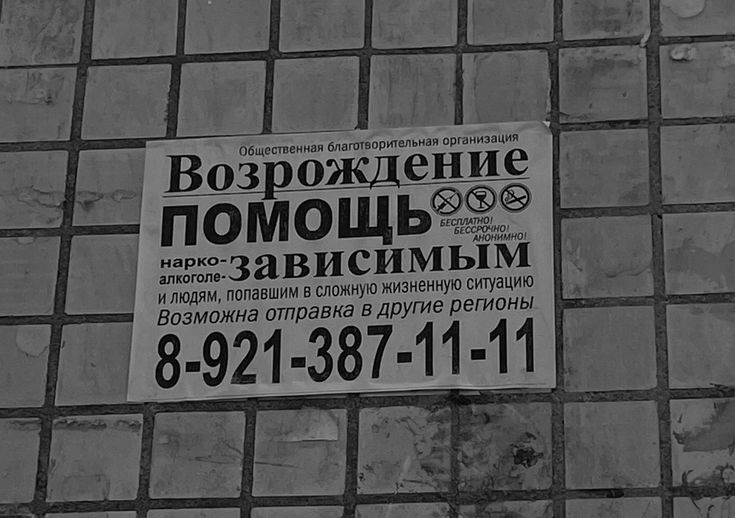 Общественная благотворительная организация
Возрождение
ПОМОЩЬ
БЕСПЛАТНО!
БЕССРОЧНО!
АНОНИМНО!
нарко-
алкоголе-зависимым
и людям, попавшим в сложную жизненную ситуацию
Возможна отправка в другие регионы
8-921-387-11-11